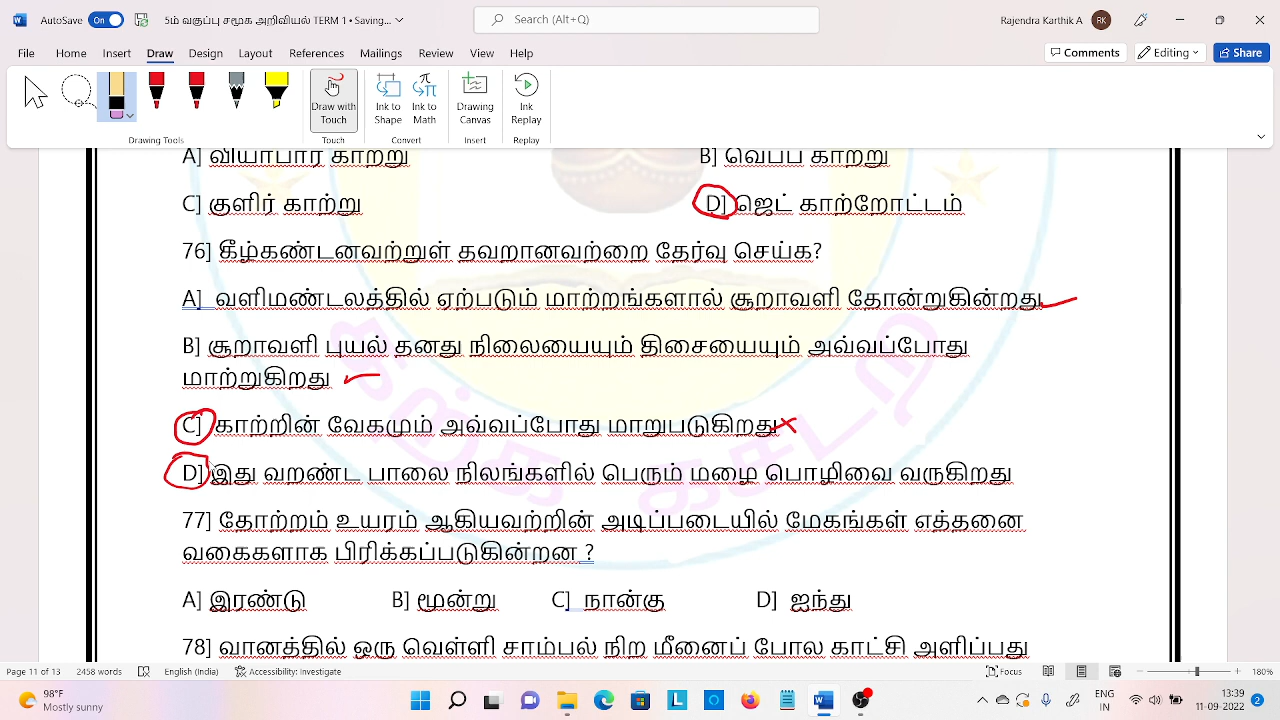 AutoSave On 5ம் வகுப்பு சமூக அறிவியல் TERM 1 • Saved... Search (Alt+Q) Rajendra Karthik A RK
File Home Insert Draw Design Layout References Mailings Review View Help Comments Editing Share
Draw with Touch Ink to Shape Ink to Math Drawing Canvas Ink Replay
Drawing Tools Touch Convert Insert Replay
A] வியாபார காற்று B] வெப்ப காற்று
C] குளிர் காற்று D] ஜெட் காற்றோட்டம்
76] கீழ்கண்டனவற்றுள் தவறானவற்றை தேர்வு செய்க?
A] வளிமண்டலத்தில் ஏற்படும் மாற்றங்களால் சூறாவளி தோன்றுகின்றது
B] சூறாவளி புயல் தனது நிலையையும் திசையையும் அவ்வப்போது
மாற்றுகிறது
C] காற்றின் வேகமும் அவ்வப்போது மாறுபடுகிறது
D] இது வறண்ட பாலை நிலங்களில் பெரும் மழை பொழிவை வருகிறது
77] தோற்றம் உயரம் ஆகியவற்றின் அடிப்படையில் மேகங்கள் எத்தனை
வகைகளாக பிரிக்கப்படுகின்றன ?
A] இரண்டு B] மூன்று C] நான்கு D] ஐந்து
78] வானத்தில் ஒரு வெள்ளி சாம்பல் நிற மீனைப் போல காட்சி அளிப்பது
Page 11 of 13 2458 words English (India) Accessibility: Investigate Focus 180%
98°F Mostly sunny ENG IN 13:39 11-09-2022 2